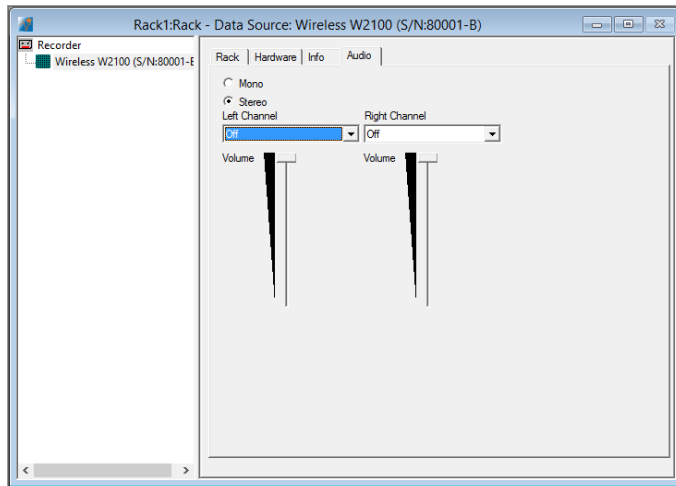 Rack1:Rack - Data Source: Wireless W2100 (S/N:80001-B)
Recorder
Wireless W2100 (S/N:80001-E
Rack Hardware Info Audio
Mono
Stereo
Left Channel Right Channel
Off Off
Volume Volume